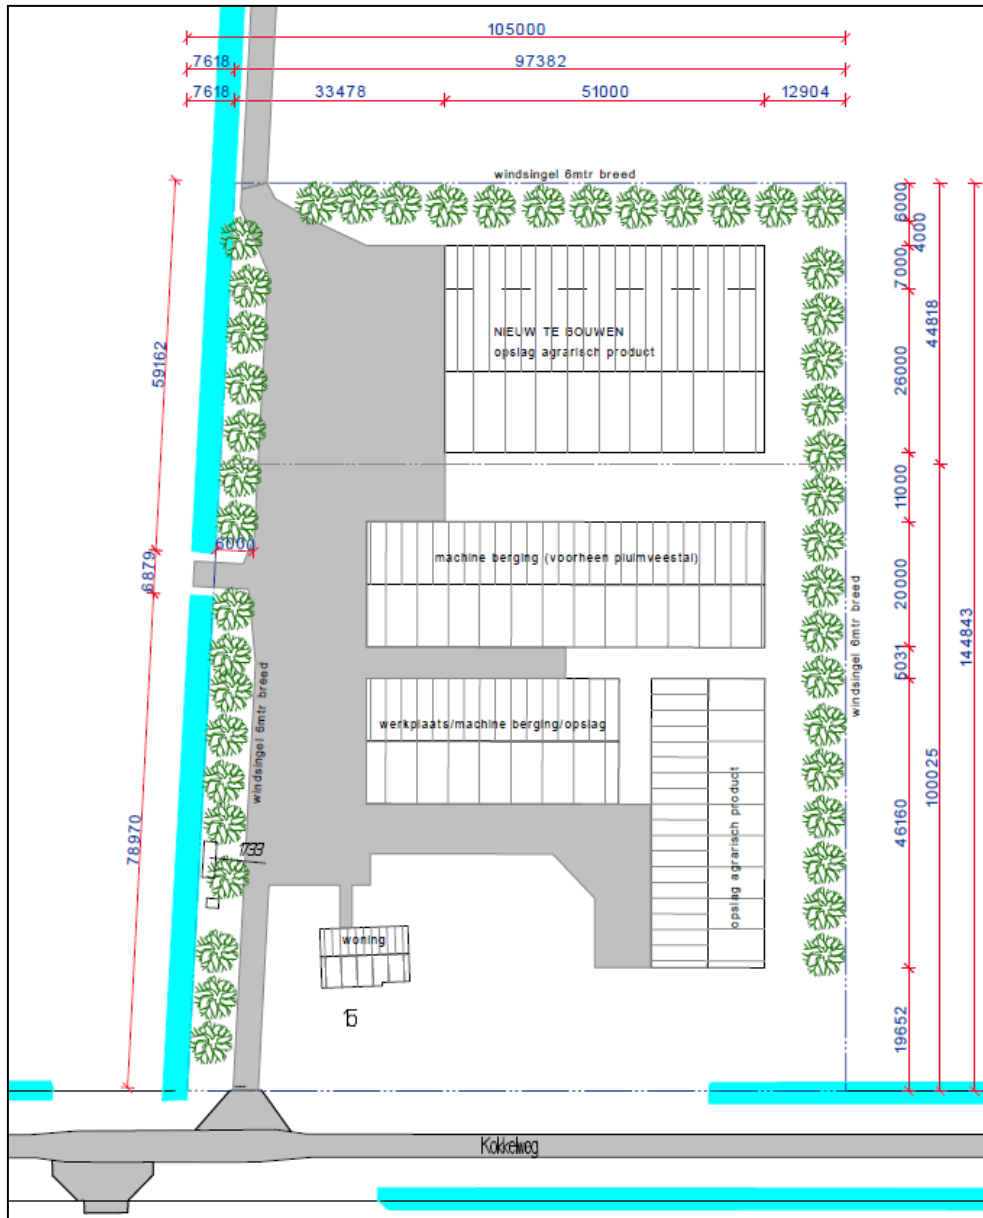 105000
7618 97382
7618 33478 51000 12904
windsingel 6mtr breed
6000
4000
7000
44818
NIEUW TE BOUWEN
opslag agrarisch product
59162
26000
11000
6000
machine berging (voorheen pluimveestal)
6879
20000
windsingel 6mtr breed
144843
5031
windsingel 6mtr breed
werkplaats/machine berging/opslag
100025
opslag agrarisch product
46160
78970
1733
woning
15
19652
Kokkelweg